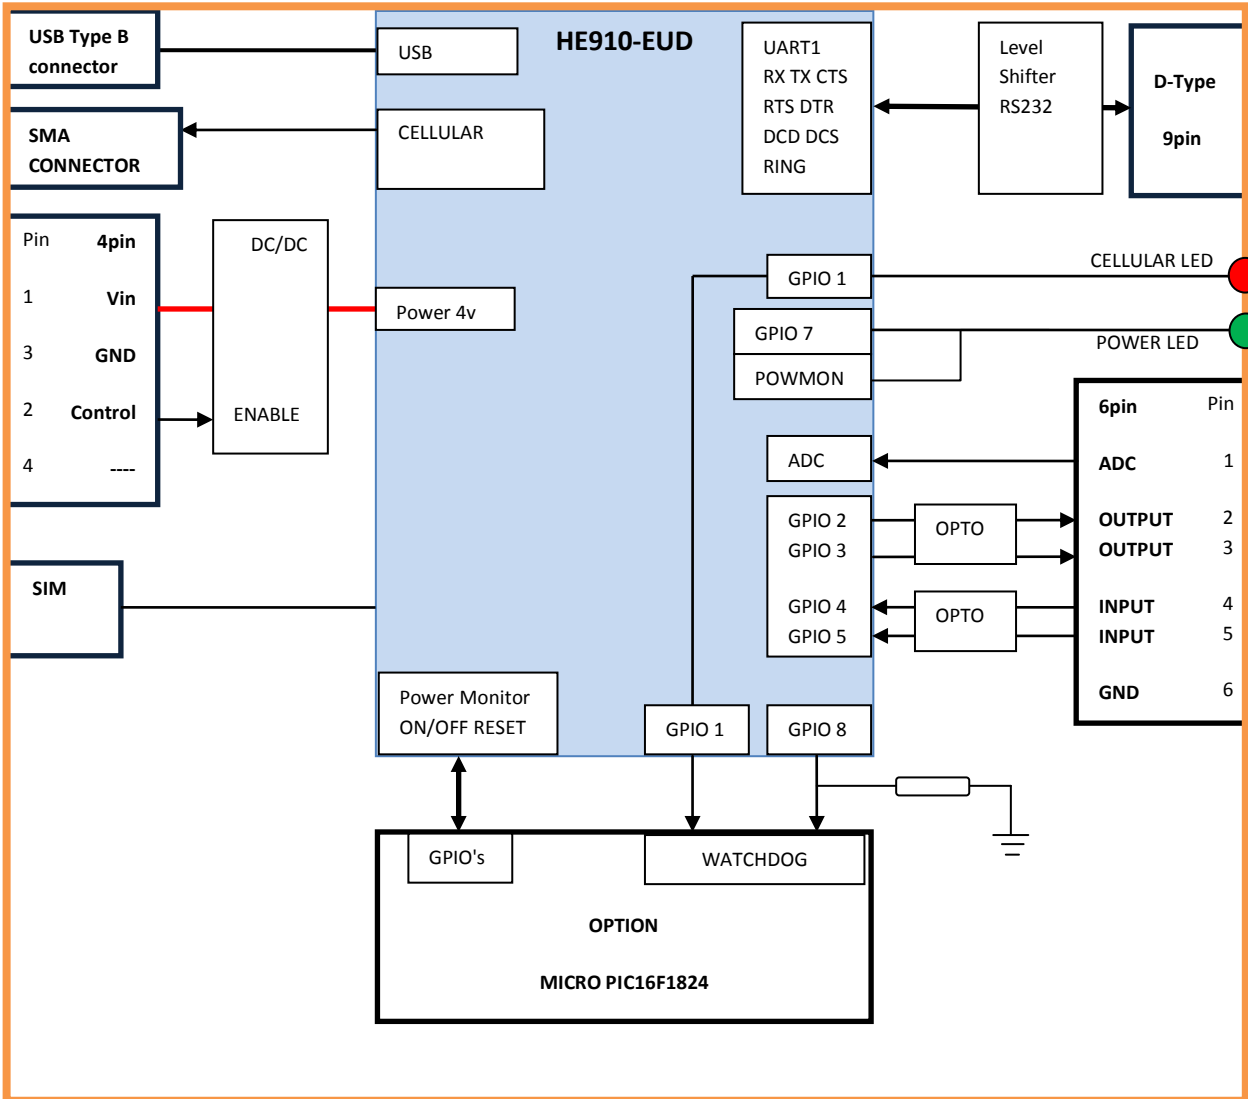 USB Type B
connector
USB
HE910-EUD
UART1
RX TX CTS
RTS DTR
DCD DCS
RING
Level
Shifter
RS232
D-Type
9pin
SMA
CONNECTOR
CELLULAR
Pin 4pin
1 Vin
3 GND
2 Control
4 ----
DC/DC
ENABLE
Power 4v
GPIO 1
CELLULAR LED
GPIO 7
POWMON
POWER LED
6pin Pin
ADC 1
OUTPUT 2
OUTPUT 3
INPUT 4
INPUT 5
GND 6
ADC
GPIO 2
GPIO 3
GPIO 4
GPIO 5
OPTO
OPTO
SIM
Power Monitor
ON/OFF RESET
GPIO 1
GPIO 8
GPIO's
WATCHDOG
OPTION
MICRO PIC16F1824